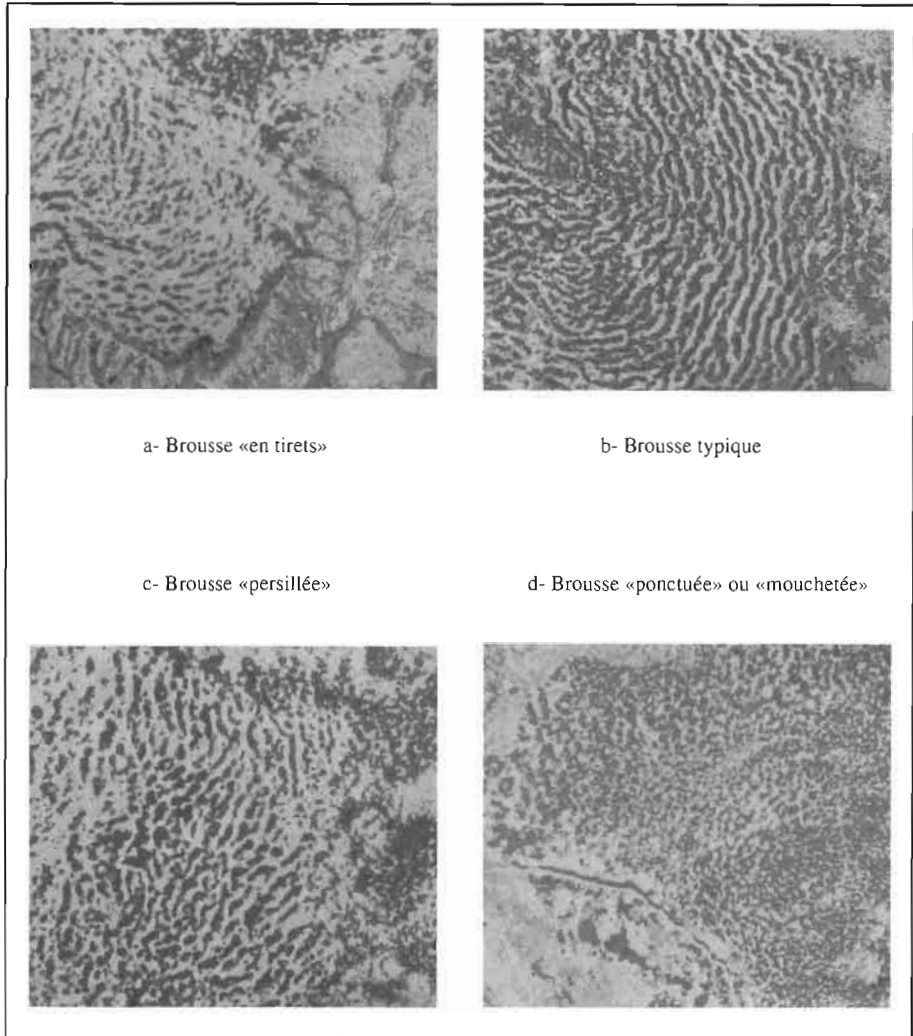 a- Brousse «en tirets»
b- Brousse typique
c- Brousse «persillée»
d- Brousse «ponctuée» ou «mouchetée»